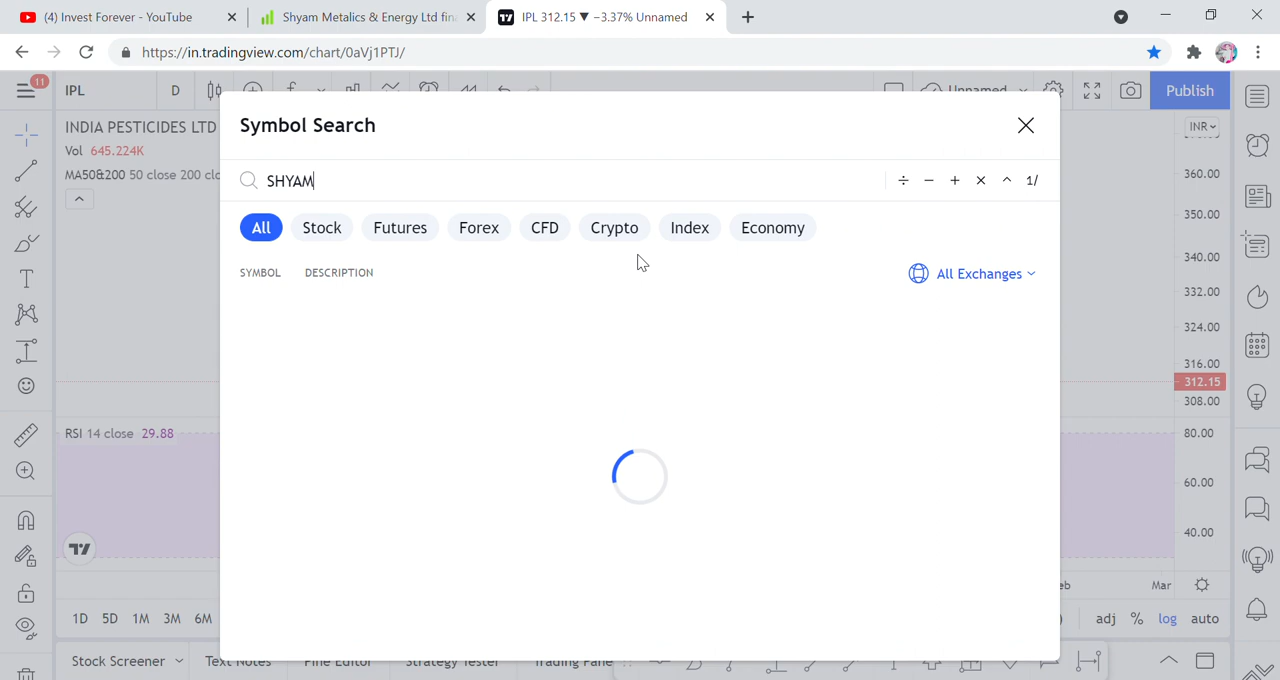 (4) Invest Forever - YouTube
Shyam Metalics & Energy Ltd fin
IPL 312.15 ▼ −3.37% Unnamed
https://in.tradingview.com/chart/0aVj1PTJ/
11
IPL
D
Unnamed
Publish
INDIA PESTICIDES LTD
Vol 645.224K
MA50&200 50 close 200 clo
Symbol Search
SHYAM
÷ − + × ^ 1/
All Stock Futures Forex CFD Crypto Index Economy
SYMBOL DESCRIPTION
All Exchanges
INR
360.00
350.00
340.00
332.00
324.00
316.00
312.15
308.00
RSI 14 close 29.88
80.00
60.00
40.00
Mar
1D 5D 1M 3M 6M
adj % log auto
Stock Screener
Text Notes
Pine Editor
Strategy Tester
Trading Pane